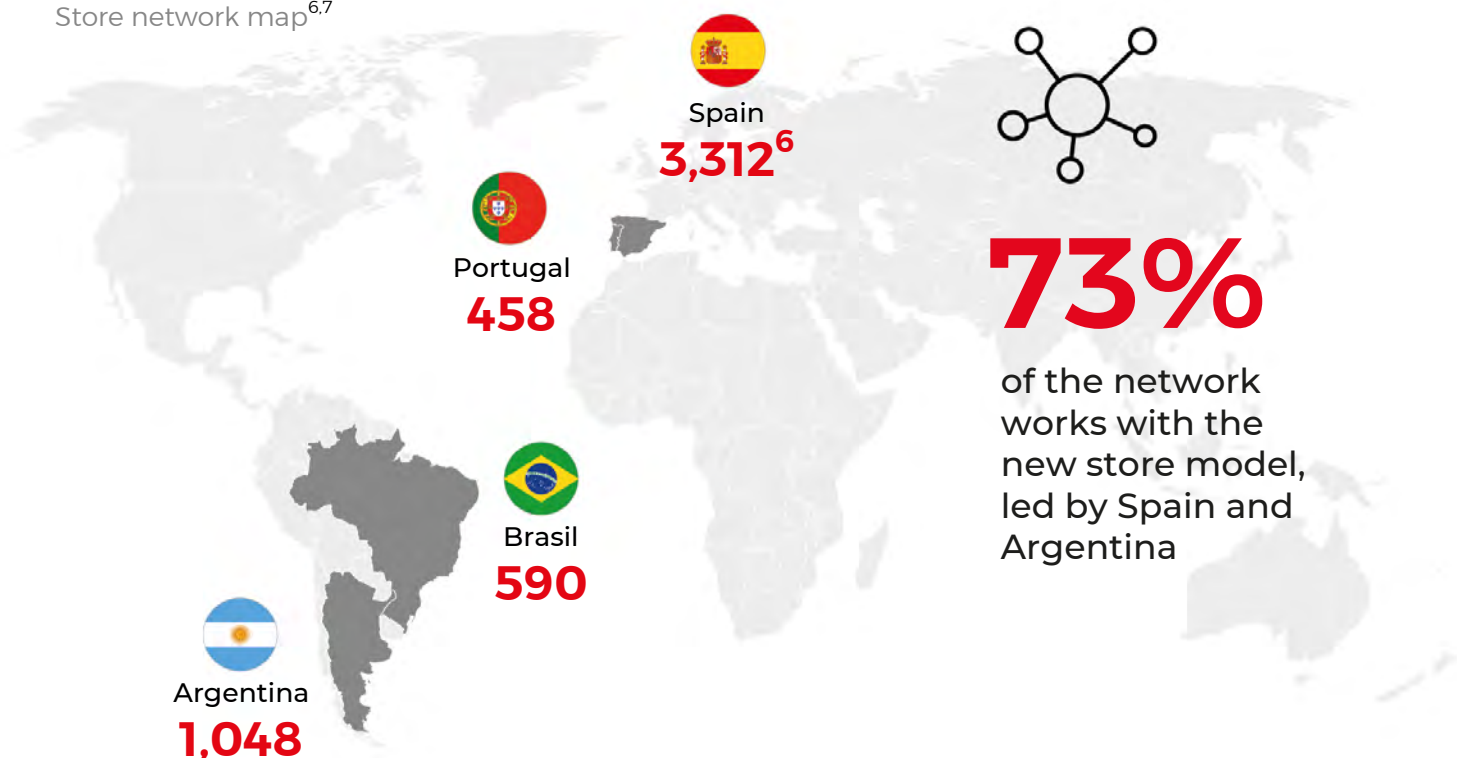 Store network map6,7
Spain
3,3126
Portugal
458
Brasil
590
Argentina
1,048
73%
of the network
works with the
new store model,
led by Spain and
Argentina